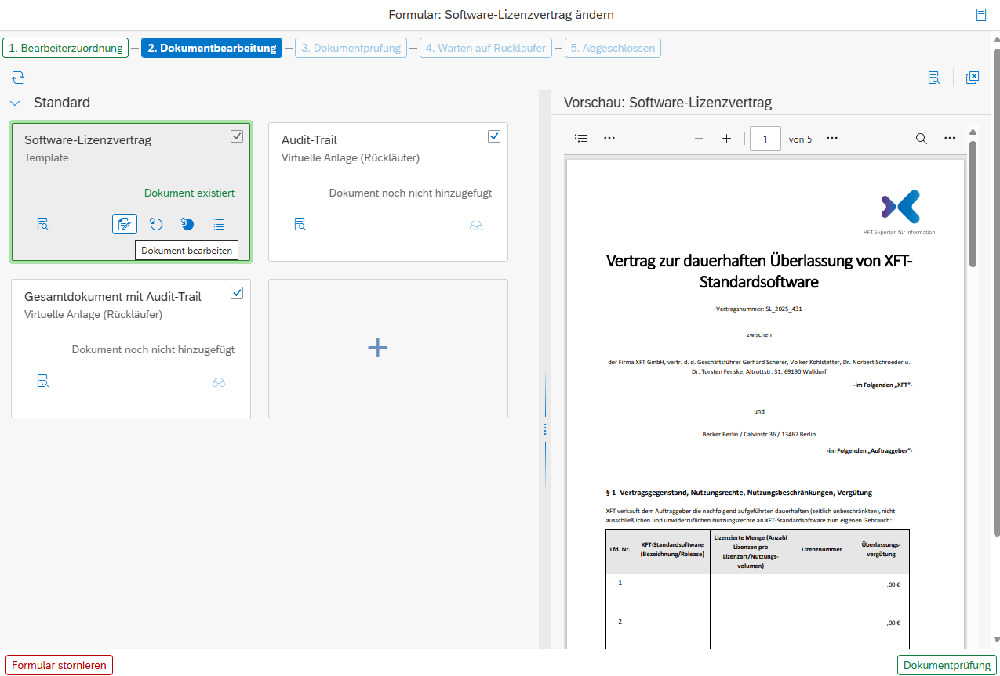 Formular: Software-Lizenzvertrag ändern
1. Bearbeiterzuordnung
2. Dokumentbearbeitung
3. Dokumentprüfung
4. Warten auf Rückläufer
5. Abgeschlossen
Standard
Software-Lizenzvertrag
Template
Dokument existiert
Dokument bearbeiten
Audit-Trail
Virtuelle Anlage (Rückläufer)
Dokument noch nicht hinzugefügt
Gesamtdokument mit Audit-Trail
Virtuelle Anlage (Rückläufer)
Dokument noch nicht hinzugefügt
Vorschau: Software-Lizenzvertrag
1 von 5
XFT Experten für Information.
Vertrag zur dauerhaften Überlassung von XFT-
Standardsoftware
- Vertragsnummer: SL_2025_431 -
zwischen
der Firma XFT GmbH, vertr. d. d. Geschäftsführer Gerhard Scherer, Volker Kohlstetter, Dr. Norbert Schroeder u.
Dr. Torsten Fenske, Altrottstr. 31, 69190 Walldorf
-im Folgenden „XFT“-
und
Becker Berlin / Calvinstr 36 / 13467 Berlin
-im Folgenden „Auftraggeber“-
§ 1 Vertragsgegenstand, Nutzungsrechte, Nutzungsbeschränkungen, Vergütung
XFT verkauft dem Auftraggeber die nachfolgend aufgeführten dauerhaften (zeitlich unbeschränkten), nicht
ausschließlichen und unwiderruflichen Nutzungsrechte an XFT-Standardsoftware zum eigenen Gebrauch:
Lfd. Nr.
XFT-Standardsoftware
(Bezeichnung/Release)
Lizenzierte Menge (Anzahl
Lizenzen pro
Lizenzart/Nutzungs-
volumen)
Lizenznummer
Überlassungs-
vergütung
1
,00 €
2
,00 €
Formular stornieren
Dokumentprüfung